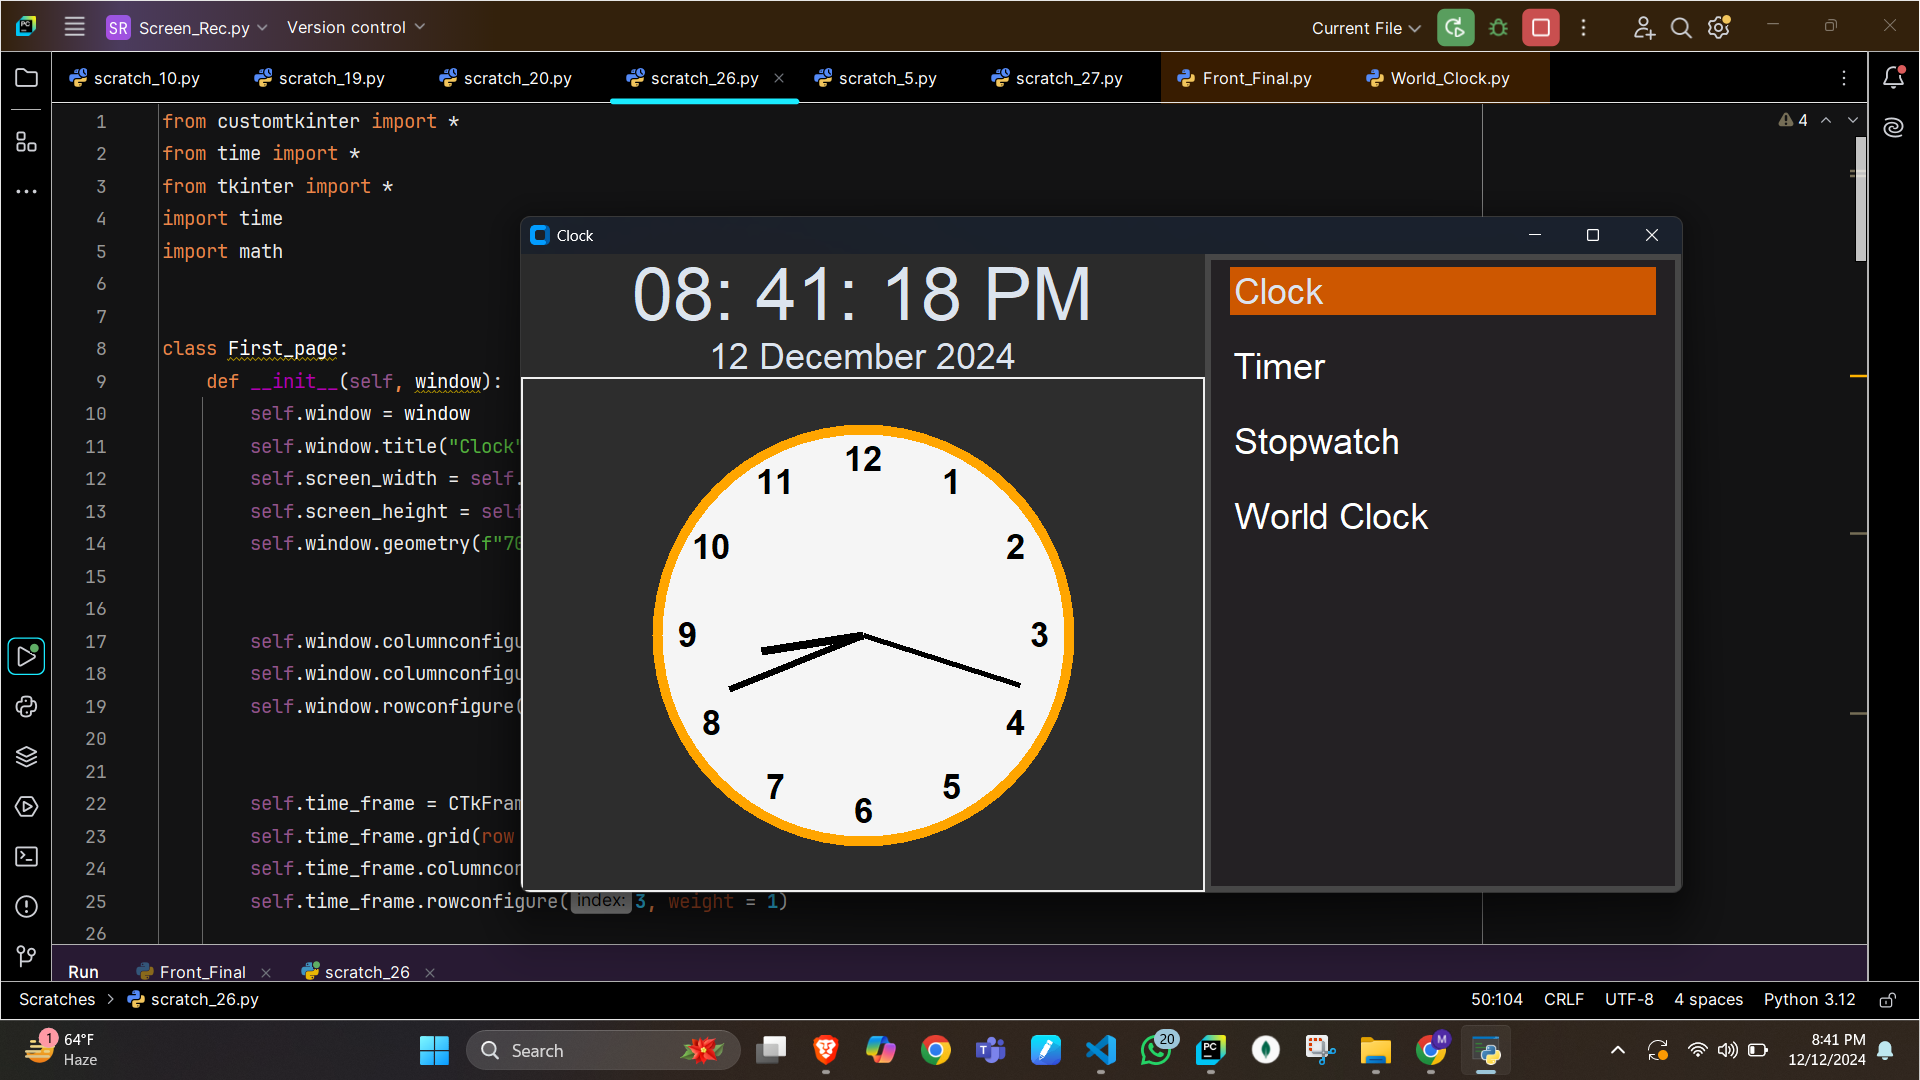 SR Screen_Rec.py Version control Current File
scratch_10.py scratch_19.py scratch_20.py scratch_26.py scratch_5.py scratch_27.py Front_Final.py World_Clock.py
1 from customtkinter import *
4
2 from time import *
3 from tkinter import *
4 import time
5 import math
6
7
8 class First_page:
9 def __init__(self, window):
10 self.window = window
11 self.window.title("Clock"
12 self.screen_width = self.
13 self.screen_height = self
14 self.window.geometry(f"70
15
16
17 self.window.columnconfigu
18 self.window.columnconfigu
19 self.window.rowconfigure(
20
21
22 self.time_frame = CTkFram
23 self.time_frame.grid(row
24 self.time_frame.columncon
25 self.time_frame.rowconfigure( index: 3, weight = 1)
26
Clock
08: 41: 18 PM
12 December 2024
12
11 1
10 2
9 3
8 4
7 5
6
Clock
Timer
Stopwatch
World Clock
Run Front_Final scratch_26
Scratches > scratch_26.py 50:104 CRLF UTF-8 4 spaces Python 3.12
1 64°F
Haze
Search
20
PC
M
8:41 PM
12/12/2024